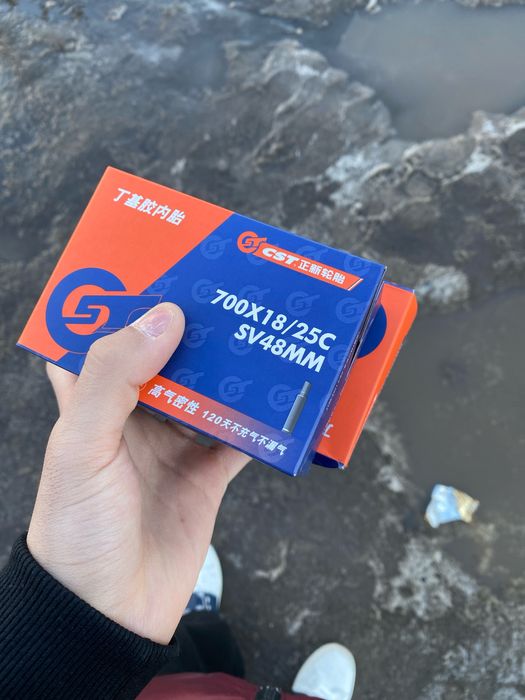 丁基胶内胎
CST 正新轮胎
700X18/25C
SV48MM
高气密性 120天不充气不漏气